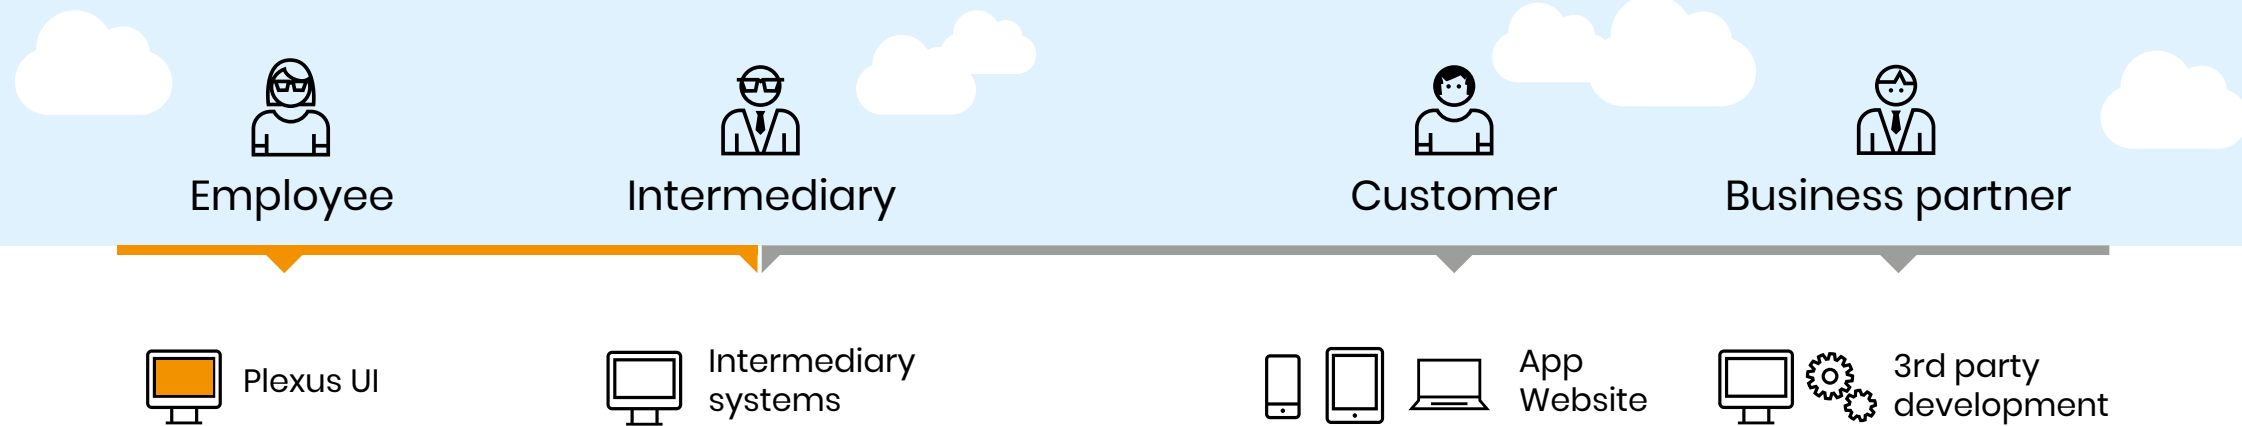 Employee
Intermediary
Customer
Business partner
Plexus UI
Intermediary
systems
App
Website
3rd party
development